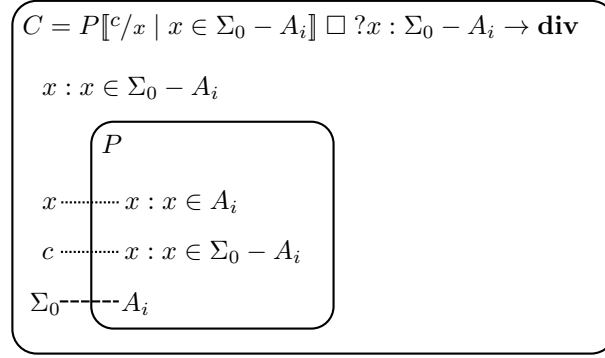 C = P⟦c/x | x ∈ Σ₀ − Aᵢ⟧ □ ?x : Σ₀ − Aᵢ → div
x : x ∈ Σ₀ − Aᵢ
P
x x : x ∈ Aᵢ
c x : x ∈ Σ₀ − Aᵢ
Σ₀ Aᵢ